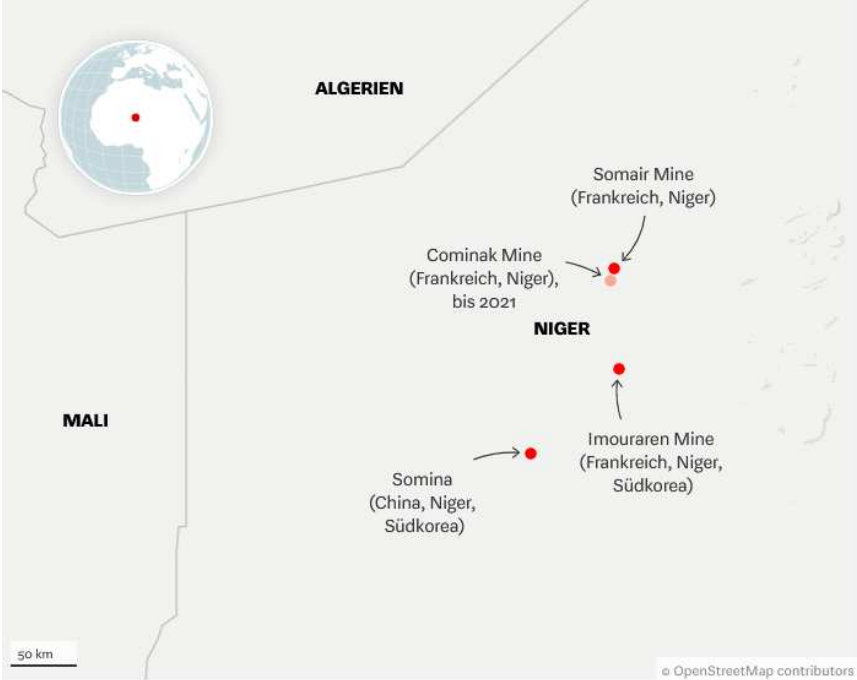 ALGERIEN
Somair Mine
(Frankreich, Niger)
Cominak Mine
(Frankreich, Niger),
bis 2021
NIGER
MALI
Imouraren Mine
(Frankreich, Niger,
Südkorea)
Somina
(China, Niger,
Südkorea)
50 km
© OpenStreetMap contributors